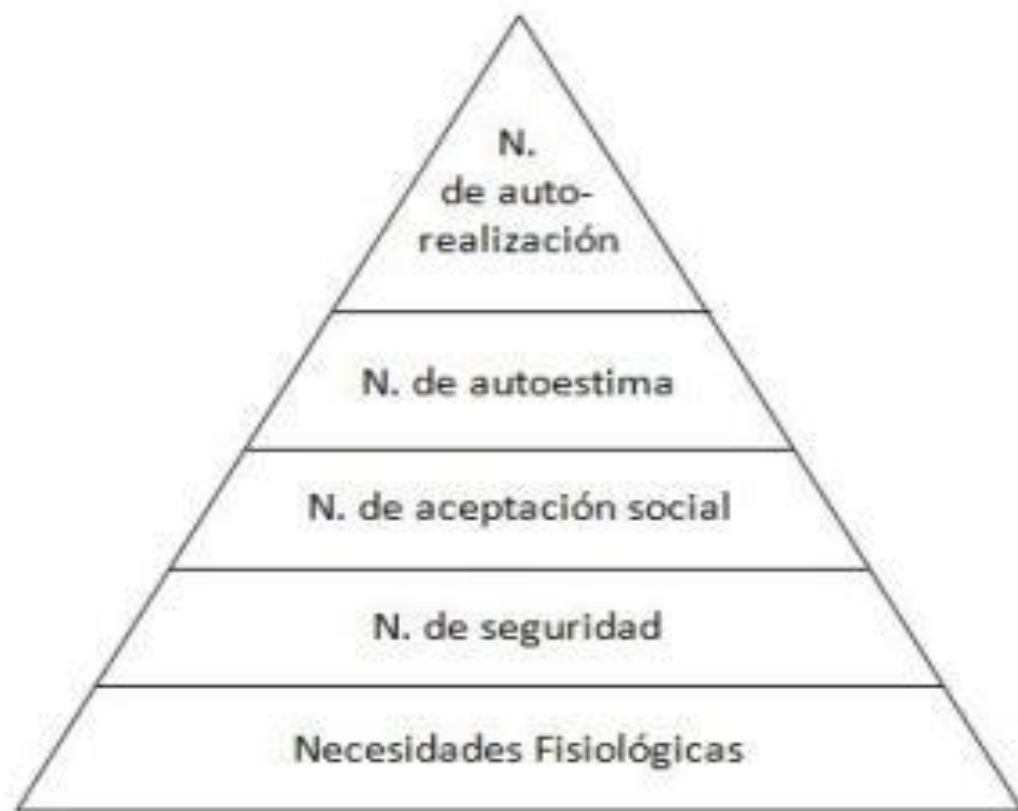 N.
de auto-
realización
N. de autoestima
N. de aceptación social
N. de seguridad
Necesidades Fisiológicas